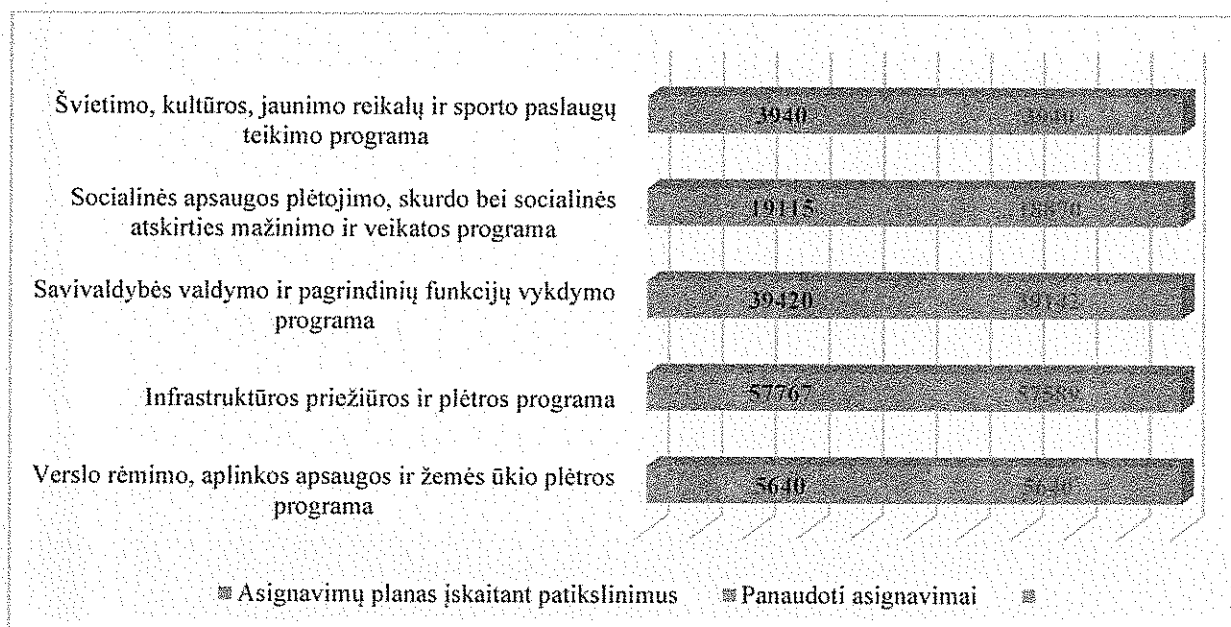 Švietimo, kultūros, jaunimo reikalų ir sporto paslaugų
teikimo programa
3940
3940
Socialinės apsaugos plėtojimo, skurdo bei socialinės
atskirties mažinimo ir veikatos programa
19115
Savivaldybės valdymo ir pagrindinių funkcijų vykdymo
programa
39420
Infrastruktūros priežiūros ir plėtros programa
57767
Verslo rėmimo, aplinkos apsaugos ir žemės ūkio plėtros
programa
5640
5640
Asignavimų planas įskaitant patikslinimus
Panaudoti asignavimai